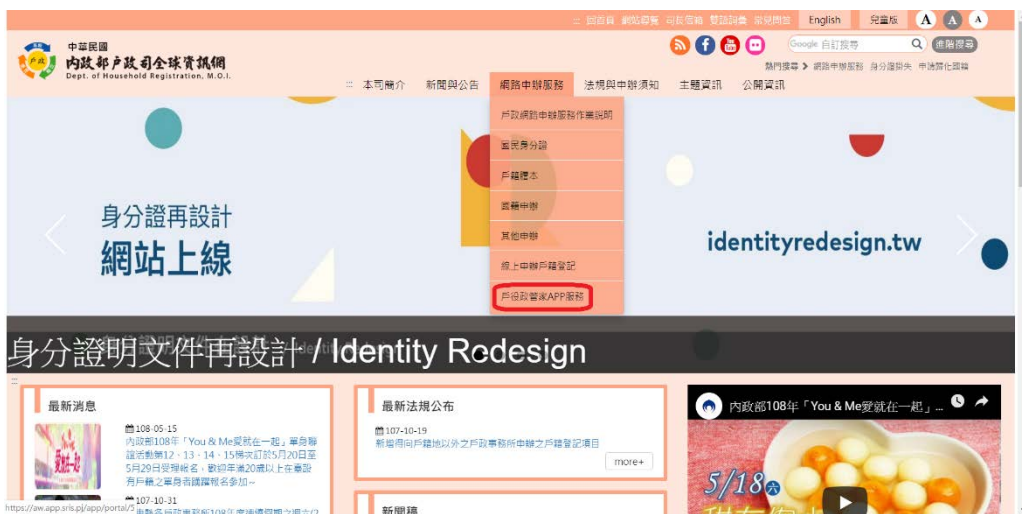 ::: 回首頁 網站導覽 司長信箱 雙語詞彙 常見問答 English 兒童版 A A A
中華民國
內政部戶政司全球資訊網
Dept. of Household Registration, M.O.I.
Google 自訂搜尋 進階搜尋
熱門搜尋 網路申辦服務 身分證掛失 申請歸化國籍
::: 本司簡介 新聞與公告 網路申辦服務 法規與申辦須知 主題資訊 公開資訊
戶政網路申辦服務作業說明
國民身分證
戶籍謄本
國籍申辦
其他申辦
線上申辦戶籍登記
戶役政管家APP服務
身分證再設計
網站上線
identityredesign.tw
身分證明文件再設計 / Identity Redesign
:::
最新消息
108-05-15
內政部108年「You & Me愛就在一起」單身聯
誼活動第12、13、14、15梯次訂於5月20日至
5月29日受理報名，歡迎年滿20歲以上在臺設
有戶籍之單身者踴躍報名參加~
107-10-31
最新法規公布
107-10-19
新增得向戶籍地以外之戶政事務所申辦之戶籍登記項目
more+
新聞稿
內政部108年「You & Me愛就在一起」...
5/18六
https://aw.app.sris.pj/app/portal/5